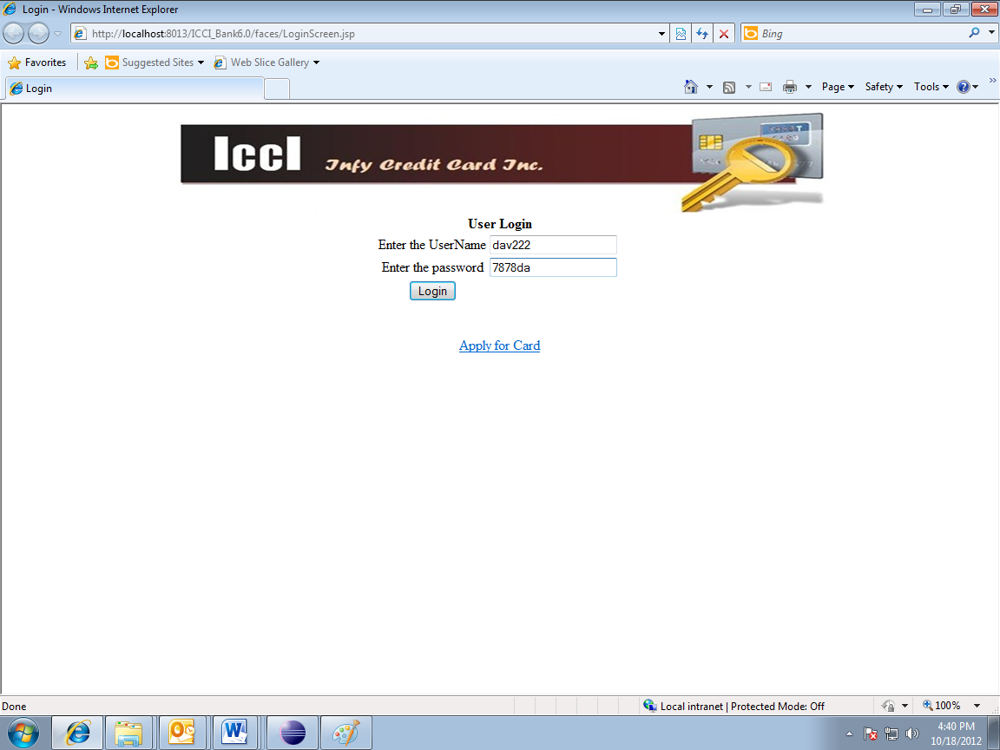 Login - Windows Internet Explorer
http://localhost:8013/ICCI_Bank6.0/faces/LoginScreen.jsp
Bing
Favorites Suggested Sites Web Slice Gallery
Login Page Safety Tools
IccI Infy Credit Card Inc.
User Login
Enter the UserName dav222
Enter the password 7878da
Login
Apply for Card
Done Local intranet | Protected Mode: Off 100%
4:40 PM
10/18/2012